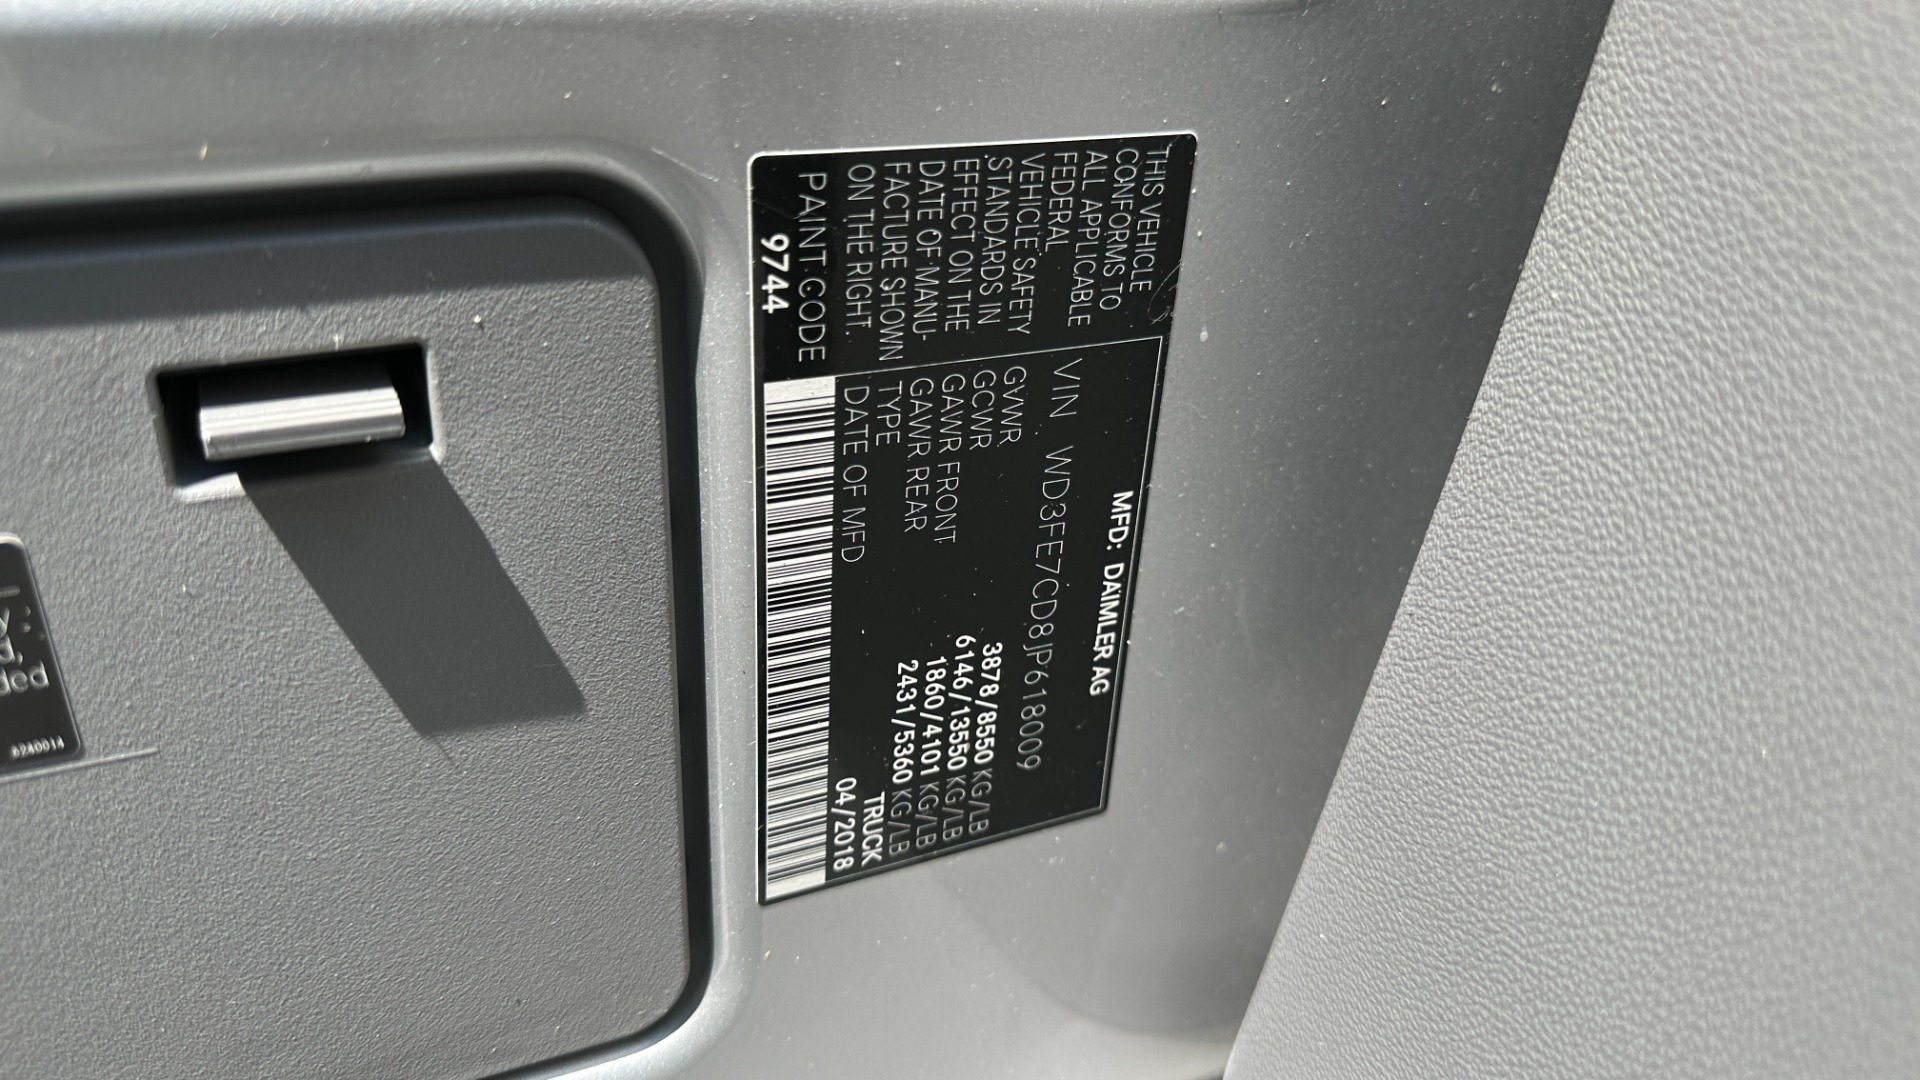 THIS VEHICLE
CONFORMS TO
ALL APPLICABLE
FEDERAL
VEHICLE SAFETY
STANDARDS IN
EFFECT ON THE
DATE OF MANU-
FACTURE SHOWN
ON THE RIGHT.
PAINT CODE
9744
MFD: DAIMLER AG
VIN WD3FE7CD8JP618009
GVWR 3878/8550 KG/LB
GCWR 6146/13550 KG/LB
GAWR FRONT 1860/4101 KG/LB
GAWR REAR 2431/5360 KG/LB
TYPE TRUCK
DATE OF MFD 04/2018